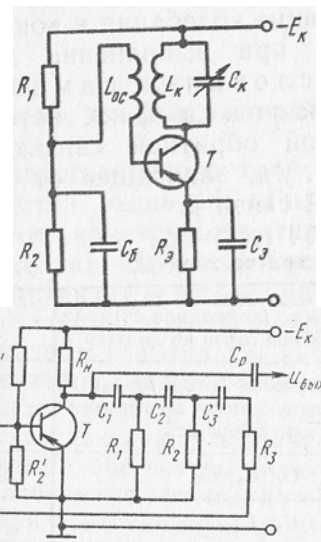 –Eк
R₁
Lос
Lк
Cк
T
R₂
Cб
Rэ
Cэ
–Eк
Rн
Cр
Uвых
C₁
C₂
C₃
T
R₁
R₂
R₃
R′₂